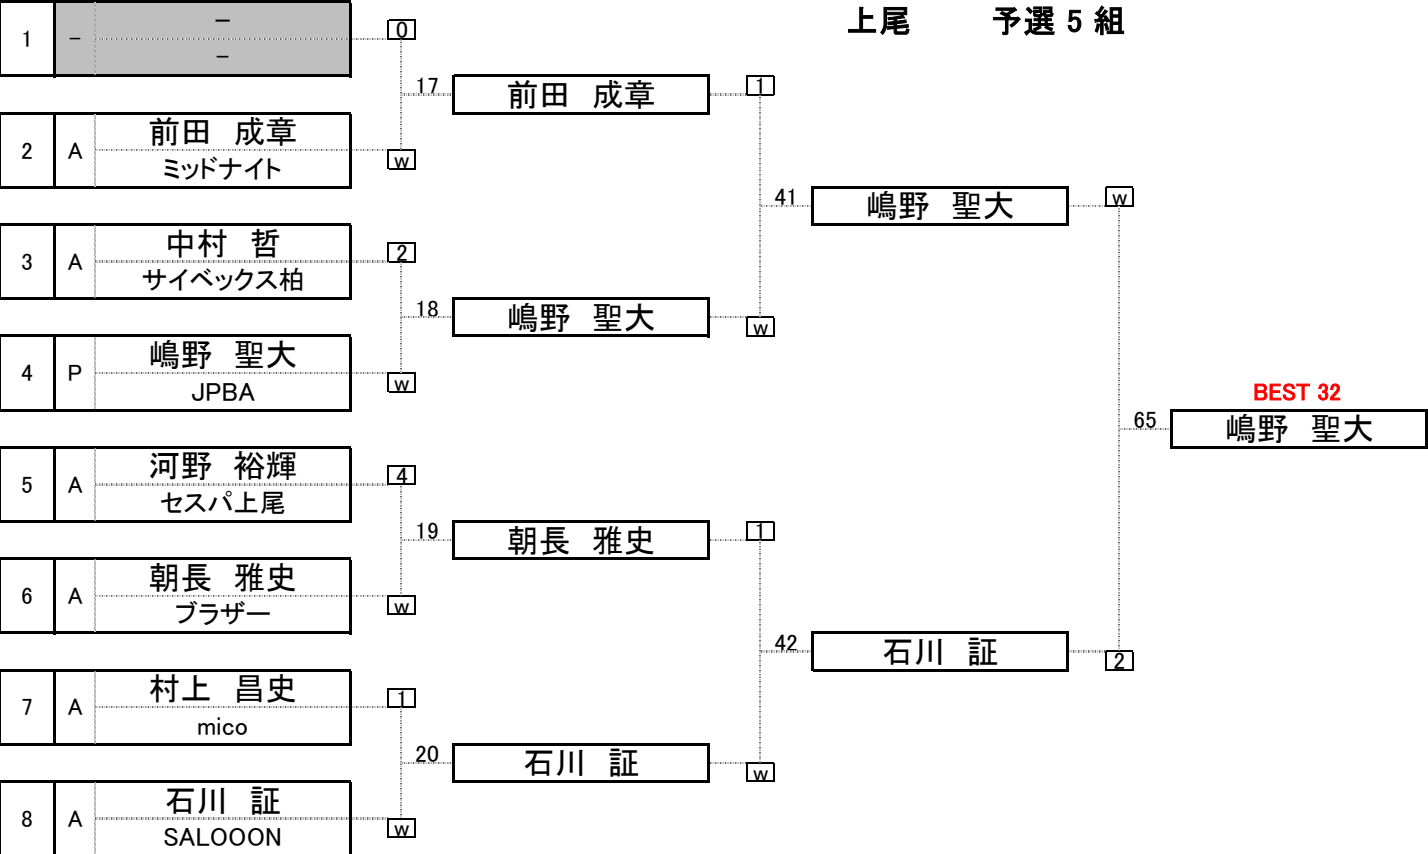 上尾 予選 5 組
1 - -
-
0
17 前田 成章 1
2 A 前田 成章
ミッドナイト
w
41 嶋野 聖大 w
3 A 中村 哲
サイベックス柏
2
18 嶋野 聖大 w
4 P 嶋野 聖大
JPBA
w
BEST 32
65 嶋野 聖大
5 A 河野 裕輝
セスパ上尾
4
19 朝長 雅史 1
6 A 朝長 雅史
ブラザー
w
42 石川 証 2
7 A 村上 昌史
mico
1
20 石川 証 w
8 A 石川 証
SALOOON
w